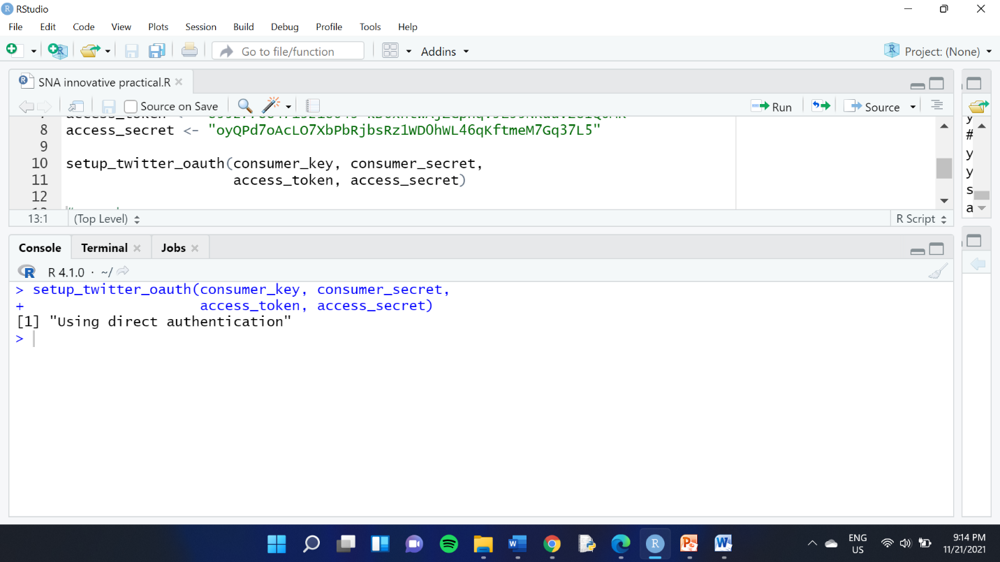 RStudio
File Edit Code View Plots Session Build Debug Profile Tools Help
Go to file/function Addins Project: (None)
SNA innovative practical.R
Source on Save Run Source
8 access_secret <- "oyQPd7oAcLO7XbPbRjbsRz1WDOhWL46qKftmeM7Gq37L5"
9
10 setup_twitter_oauth(consumer_key, consumer_secret,
11 access_token, access_secret)
12
13:1 (Top Level) R Script
Console Terminal Jobs
R 4.1.0 · ~/
> setup_twitter_oauth(consumer_key, consumer_secret,
+ access_token, access_secret)
[1] "Using direct authentication"
>
ENG
US
9:14 PM
11/21/2021